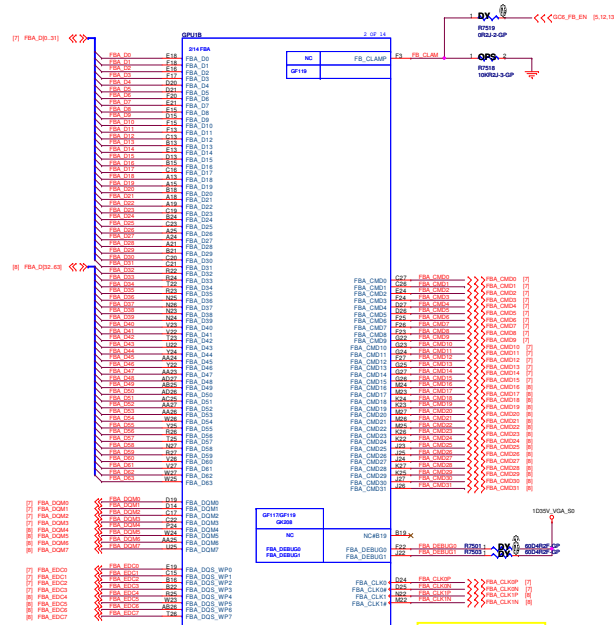 GPU1B
2 OF 14
2/14 FBA
[7] FBA_D[0..31]
[8] FBA_D[32..63]
NC
GF119
FB_CLAMP
F3
FB_CLAM
1
DY
2
R7519
0R2J-2-GP
GC6_FB_EN [5,12,13
1
OPS
2
R7518
10KR2J-3-GP
FBA_D0 E18 FBA_D0
FBA_D1 F18 FBA_D1
FBA_D2 E16 FBA_D2
FBA_D3 F17 FBA_D3
FBA_D4 D20 FBA_D4
FBA_D5 D21 FBA_D5
FBA_D6 F20 FBA_D6
FBA_D7 E21 FBA_D7
FBA_D8 E15 FBA_D8
FBA_D9 D15 FBA_D9
FBA_D10 F15 FBA_D10
FBA_D11 F13 FBA_D11
FBA_D12 C13 FBA_D12
FBA_D13 B13 FBA_D13
FBA_D14 E13 FBA_D14
FBA_D15 D13 FBA_D15
FBA_D16 B15 FBA_D16
FBA_D17 C16 FBA_D17
FBA_D18 A13 FBA_D18
FBA_D19 A15 FBA_D19
FBA_D20 B18 FBA_D20
FBA_D21 A18 FBA_D21
FBA_D22 A19 FBA_D22
FBA_D23 C19 FBA_D23
FBA_D24 B24 FBA_D24
FBA_D25 C23 FBA_D25
FBA_D26 A25 FBA_D26
FBA_D27 A24 FBA_D27
FBA_D28 A21 FBA_D28
FBA_D29 B21 FBA_D29
FBA_D30 C20 FBA_D30
FBA_D31 C21 FBA_D31
FBA_D32 R22 FBA_D32
FBA_D33 R24 FBA_D33
FBA_D34 T22 FBA_D34
FBA_D35 R23 FBA_D35
FBA_D36 N25 FBA_D36
FBA_D37 N26 FBA_D37
FBA_D38 N23 FBA_D38
FBA_D39 N24 FBA_D39
FBA_D40 V23 FBA_D40
FBA_D41 V22 FBA_D41
FBA_D42 T23 FBA_D42
FBA_D43 U22 FBA_D43
FBA_D44 Y24 FBA_D44
FBA_D45 AA24 FBA_D45
FBA_D46 Y22 FBA_D46
FBA_D47 AA23 FBA_D47
FBA_D48 AD27 FBA_D48
FBA_D49 AB25 FBA_D49
FBA_D50 AD26 FBA_D50
FBA_D51 AC25 FBA_D51
FBA_D52 AA27 FBA_D52
FBA_D53 AA26 FBA_D53
FBA_D54 W26 FBA_D54
FBA_D55 Y25 FBA_D55
FBA_D56 R26 FBA_D56
FBA_D57 T25 FBA_D57
FBA_D58 N27 FBA_D58
FBA_D59 R27 FBA_D59
FBA_D60 V26 FBA_D60
FBA_D61 V27 FBA_D61
FBA_D62 W27 FBA_D62
FBA_D63 W25 FBA_D63
FBA_CMD0 C27 FBA_CMD0 FBA_CMD0 [7]
FBA_CMD1 C26 FBA_CMD1 FBA_CMD1 [7]
FBA_CMD2 E24 FBA_CMD2 FBA_CMD2 [7]
FBA_CMD3 F24 FBA_CMD3 FBA_CMD3 [7]
FBA_CMD4 D27 FBA_CMD4 FBA_CMD4 [7]
FBA_CMD5 D26 FBA_CMD5 FBA_CMD5 [7]
FBA_CMD6 F25 FBA_CMD6 FBA_CMD6 [7]
FBA_CMD7 F26 FBA_CMD7 FBA_CMD7 [7]
FBA_CMD8 F23 FBA_CMD8 FBA_CMD8 [7]
FBA_CMD9 G22 FBA_CMD9 FBA_CMD9 [7]
FBA_CMD10 G23 FBA_CMD10 FBA_CMD10 [7]
FBA_CMD11 G24 FBA_CMD11 FBA_CMD11 [7]
FBA_CMD12 F27 FBA_CMD12 FBA_CMD12 [7]
FBA_CMD13 G25 FBA_CMD13 FBA_CMD13 [7]
FBA_CMD14 G27 FBA_CMD14 FBA_CMD14 [7]
FBA_CMD15 G26 FBA_CMD15 FBA_CMD15 [7]
FBA_CMD16 M24 FBA_CMD16 FBA_CMD16 [8]
FBA_CMD17 M23 FBA_CMD17 FBA_CMD17 [8]
FBA_CMD18 K24 FBA_CMD18 FBA_CMD18 [8]
FBA_CMD19 K23 FBA_CMD19 FBA_CMD19 [8]
FBA_CMD20 M27 FBA_CMD20 FBA_CMD20 [8]
FBA_CMD21 M26 FBA_CMD21 FBA_CMD21 [8]
FBA_CMD22 M25 FBA_CMD22 FBA_CMD22 [8]
FBA_CMD23 K26 FBA_CMD23 FBA_CMD23 [8]
FBA_CMD24 K22 FBA_CMD24 FBA_CMD24 [8]
FBA_CMD25 J23 FBA_CMD25 FBA_CMD25 [8]
FBA_CMD26 J25 FBA_CMD26 FBA_CMD26 [8]
FBA_CMD27 J24 FBA_CMD27 FBA_CMD27 [8]
FBA_CMD28 K27 FBA_CMD28 FBA_CMD28 [8]
FBA_CMD29 K25 FBA_CMD29 FBA_CMD29 [8]
FBA_CMD30 J27 FBA_CMD30 FBA_CMD30 [8]
FBA_CMD31 J26 FBA_CMD31 FBA_CMD31 [8]
[7] FBA_DQM0 FBA_DQM0 D19 FBA_DQM0
[7] FBA_DQM1 FBA_DQM1 D14 FBA_DQM1
[7] FBA_DQM2 FBA_DQM2 C17 FBA_DQM2
[7] FBA_DQM3 FBA_DQM3 C22 FBA_DQM3
[8] FBA_DQM4 FBA_DQM4 P24 FBA_DQM4
[8] FBA_DQM5 FBA_DQM5 W24 FBA_DQM5
[8] FBA_DQM6 FBA_DQM6 AA25 FBA_DQM6
[8] FBA_DQM7 FBA_DQM7 U25 FBA_DQM7
GF117/GF119
GK208
NC
FBA_DEBUG0
FBA_DEBUG1
NC#B19 B19
1D35V_VGA_S0
FBA_DEBUG0 F22 FBA_DEBUG0 R7501 1 DY 2 60D4R2F-GP
FBA_DEBUG1 J22 FBA_DEBUG1 R7503 1 DY 2 60D4R2F-GP
[7] FBA_EDC0 FBA_EDC0 E19 FBA_DQS_WP0
[7] FBA_EDC1 FBA_EDC1 C15 FBA_DQS_WP1
[7] FBA_EDC2 FBA_EDC2 B16 FBA_DQS_WP2
[7] FBA_EDC3 FBA_EDC3 B22 FBA_DQS_WP3
[8] FBA_EDC4 FBA_EDC4 R25 FBA_DQS_WP4
[8] FBA_EDC5 FBA_EDC5 W23 FBA_DQS_WP5
[8] FBA_EDC6 FBA_EDC6 AB26 FBA_DQS_WP6
[8] FBA_EDC7 FBA_EDC7 T26 FBA_DQS_WP7
FBA_CLK0 D24 FBA_CLK0P FBA_CLK0P [7]
FBA_CLK0# D25 FBA_CLK0N FBA_CLK0N [7]
FBA_CLK1 N22 FBA_CLK1P FBA_CLK1P [8]
FBA_CLK1# M22 FBA_CLK1N FBA_CLK1N [8]